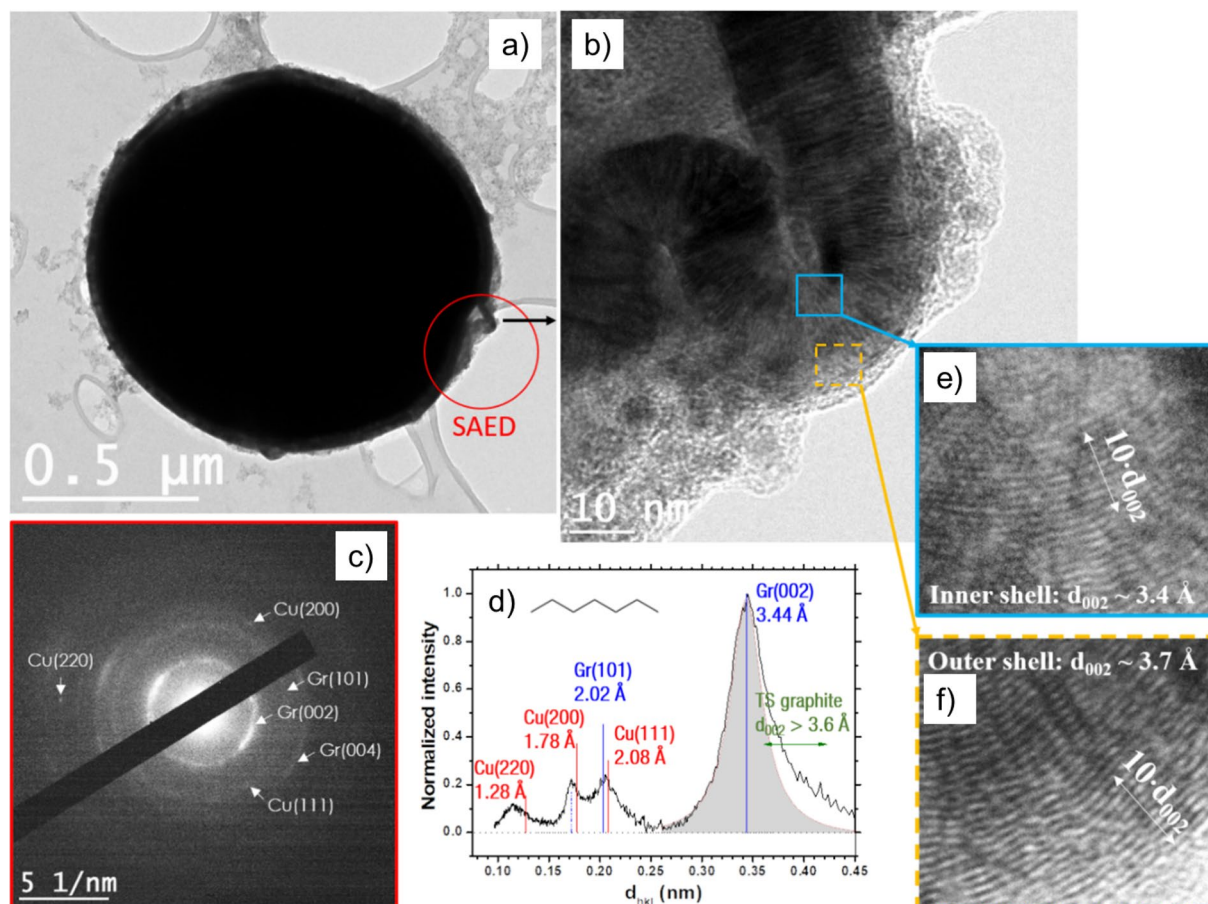 a)
SAED
0.5 µm
b)
10 nm
c)
Cu(200)
Cu(220)
Gr(101)
Gr(002)
Gr(004)
Cu(111)
5 1/nm
d)
Normalized intensity
1.0
0.8
0.6
0.4
0.2
0.0
0.10
0.15
0.20
0.25
0.30
0.35
0.40
0.45
d_hkl (nm)
Cu(220)
1.28 Å
Cu(200)
1.78 Å
Gr(101)
2.02 Å
Cu(111)
2.08 Å
Gr(002)
3.44 Å
TS graphite
d₀₀₂ > 3.6 Å
e)
10·d₀₀₂
Inner shell: d₀₀₂ ~ 3.4 Å
Outer shell: d₀₀₂ ~ 3.7 Å
f)
10·d₀₀₂